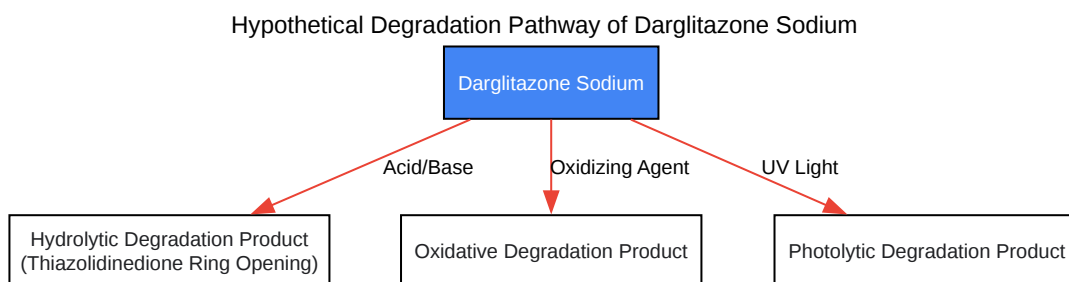 Hypothetical Degradation Pathway of Darglitazone Sodium
Darglitazone Sodium
Acid/Base
Oxidizing Agent
UV Light
Hydrolytic Degradation Product
(Thiazolidinedione Ring Opening)
Oxidative Degradation Product
Photolytic Degradation Product